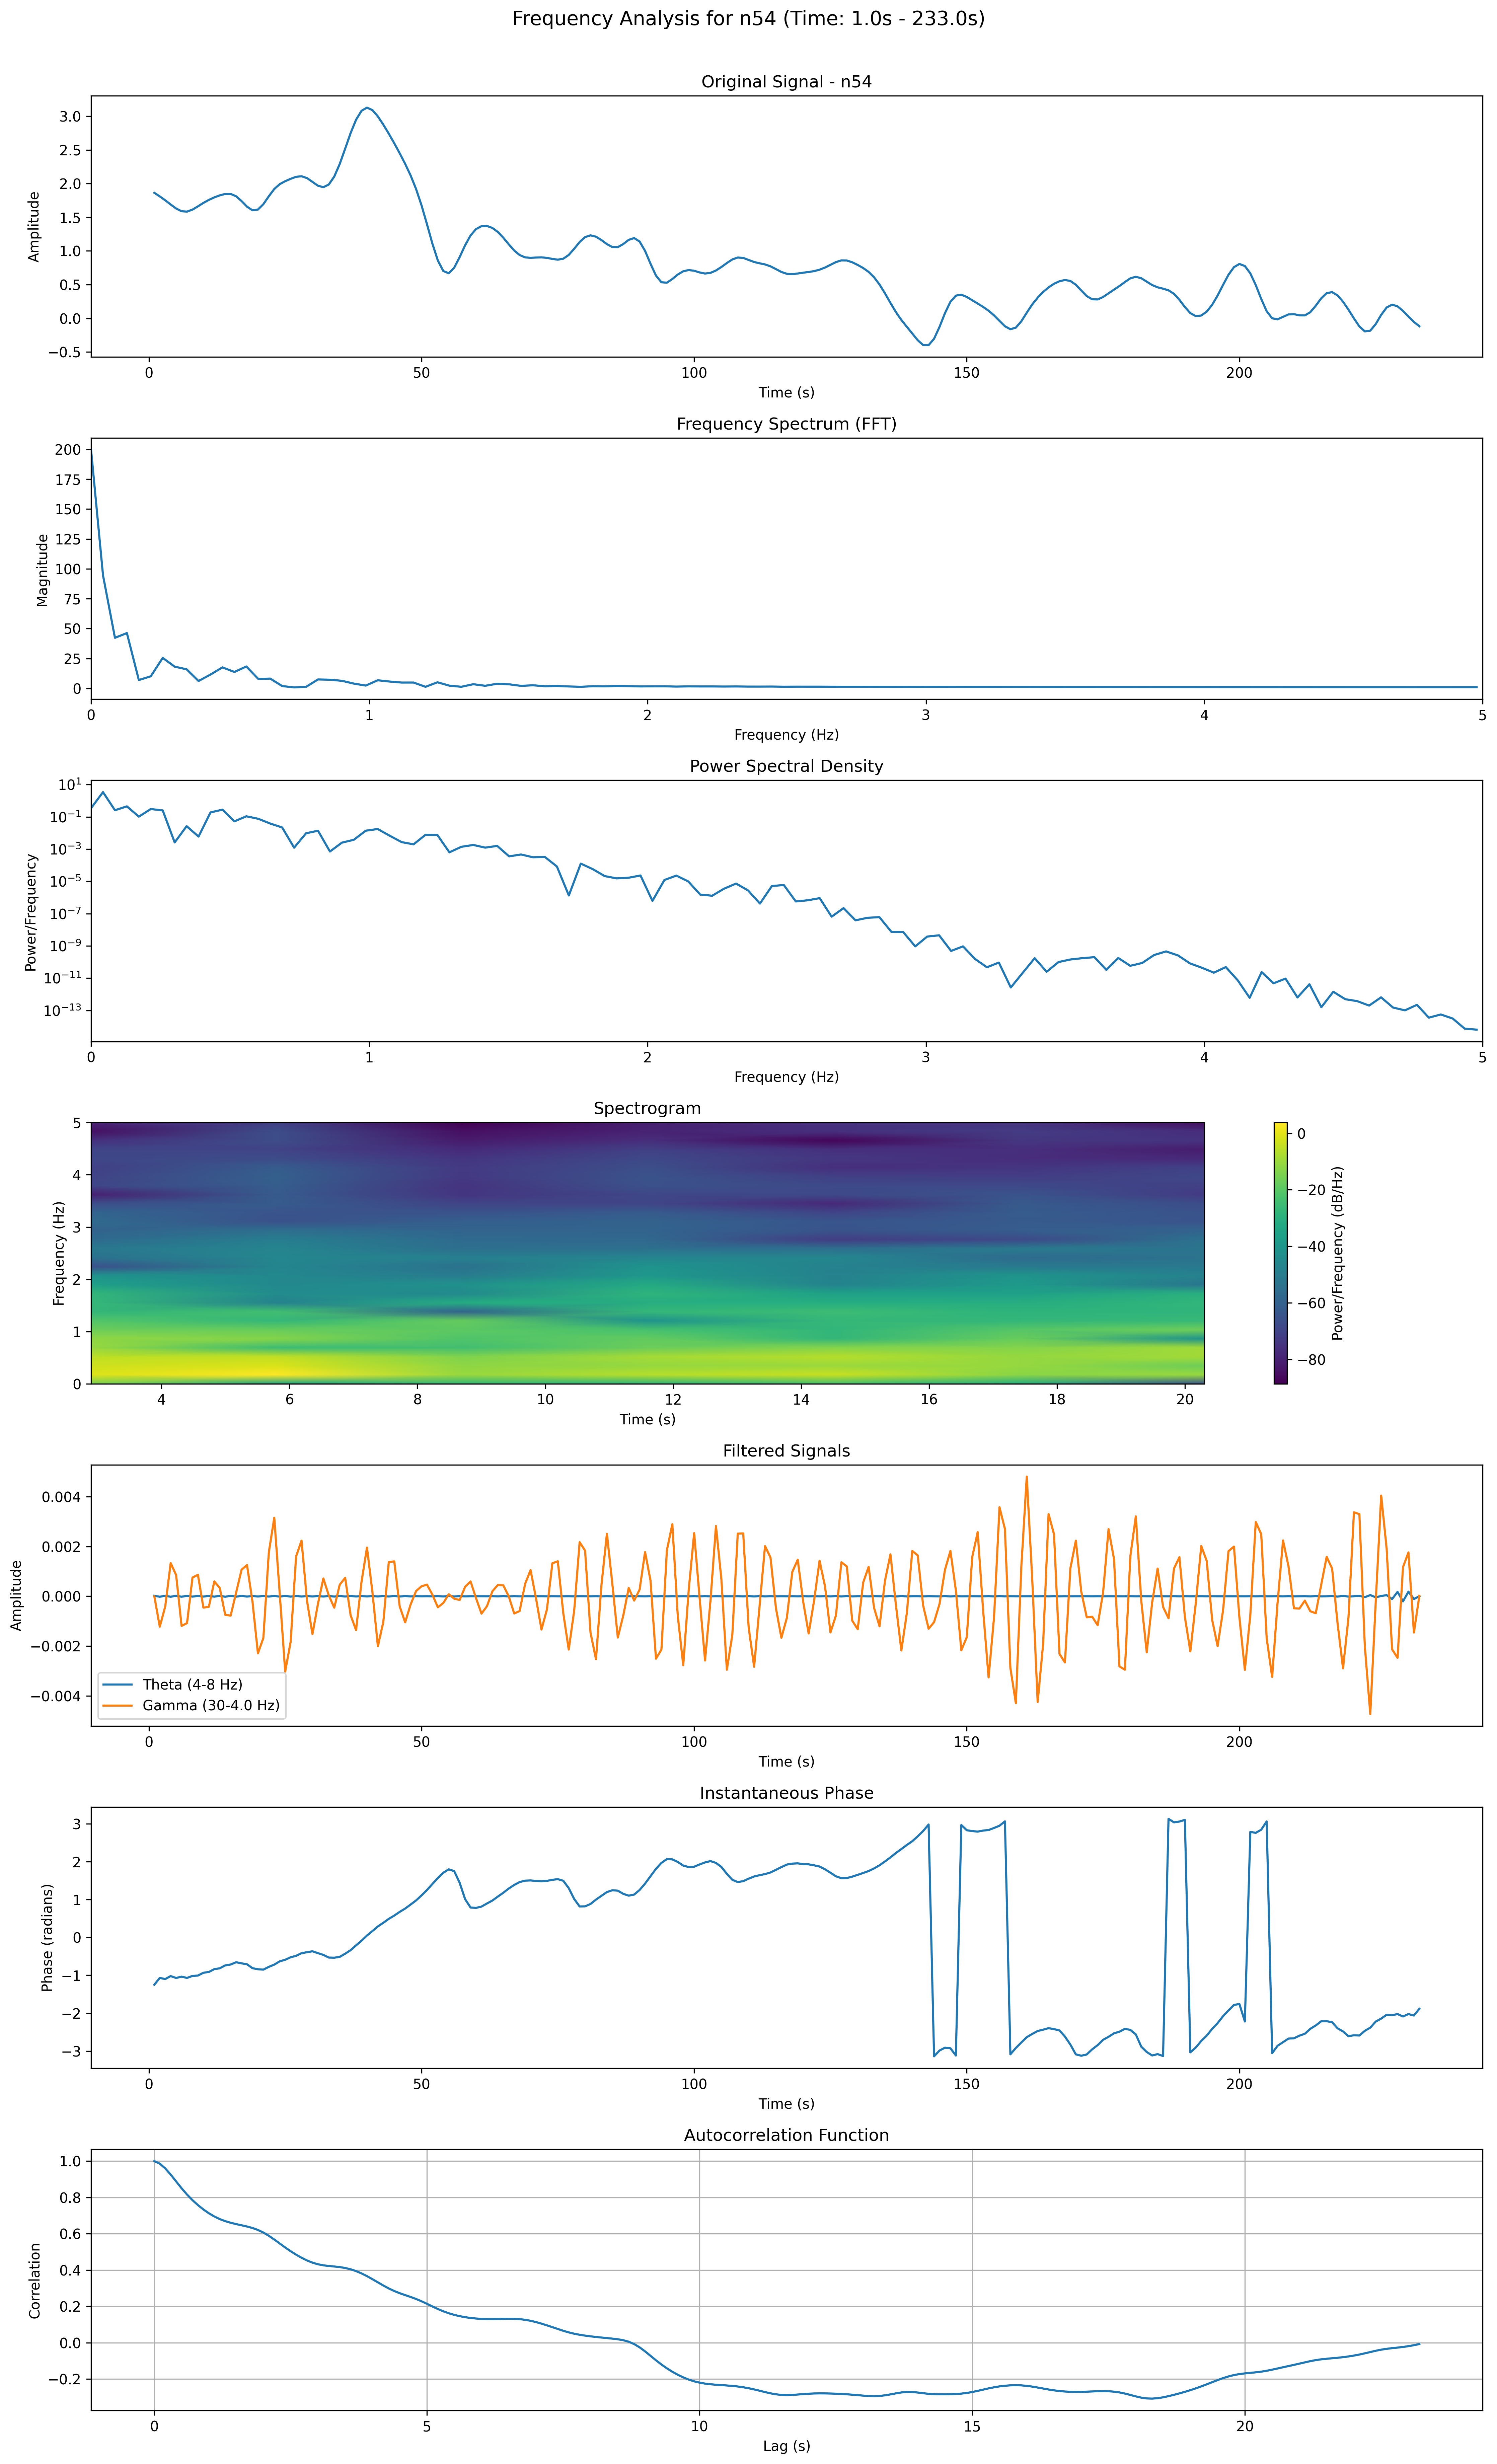 Frequency Analysis for n54 (Time: 1.0s - 233.0s)
Original Signal - n54
3.0
2.5
2.0
1.5
1.0
0.5
0.0
−0.5
Amplitude
0 50 100 150 200
Time (s)
Frequency Spectrum (FFT)
200
175
150
125
100
75
50
25
0
Magnitude
0 1 2 3 4 5
Frequency (Hz)
Power Spectral Density
10¹
10⁻¹
10⁻³
10⁻⁵
10⁻⁷
10⁻⁹
10⁻¹¹
10⁻¹³
Power/Frequency
0 1 2 3 4 5
Frequency (Hz)
Spectrogram
5
4
3
2
1
0
Frequency (Hz)
4 6 8 10 12 14 16 18 20
Time (s)
0
−20
−40
−60
−80
Power/Frequency (dB/Hz)
Filtered Signals
0.004
0.002
0.000
−0.002
−0.004
Amplitude
Theta (4-8 Hz)
Gamma (30-4.0 Hz)
0 50 100 150 200
Time (s)
Instantaneous Phase
3
2
1
0
−1
−2
−3
Phase (radians)
0 50 100 150 200
Time (s)
Autocorrelation Function
1.0
0.8
0.6
0.4
0.2
0.0
−0.2
Correlation
0 5 10 15 20
Lag (s)